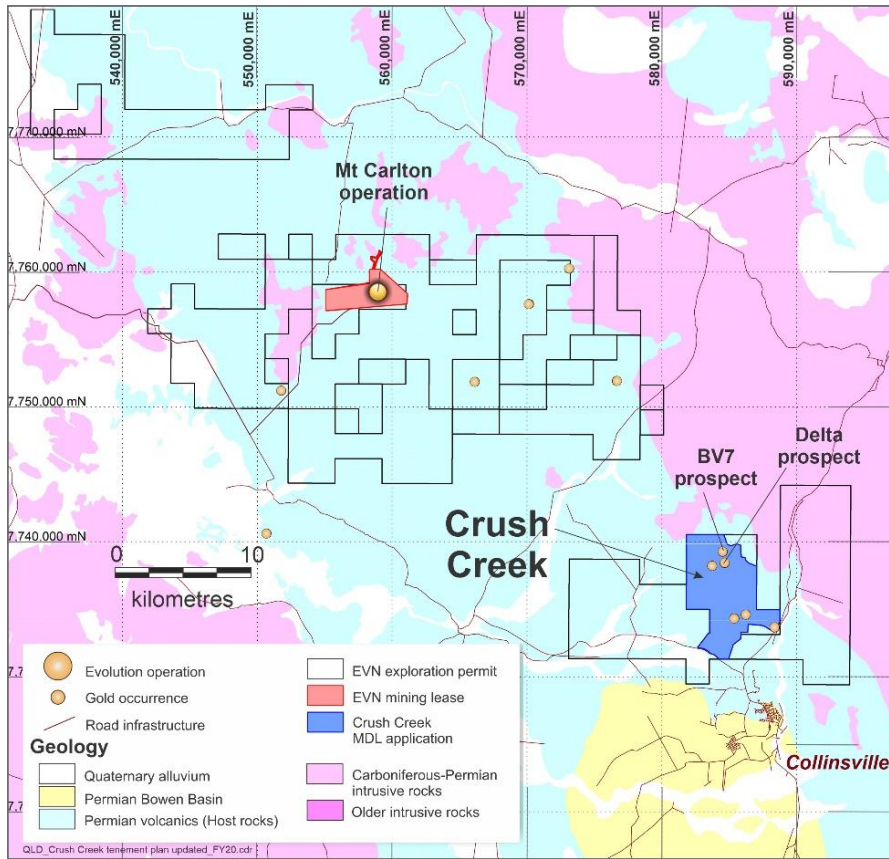 540,000 mE
550,000 mE
560,000 mE
570,000 mE
580,000 mE
590,000 mE
7,770,000 mN
Mt Carlton
operation
7,760,000 mN
7,750,000 mN
Delta
prospect
BV7
prospect
7,740,000 mN
Crush
Creek
0 10
kilometres
7,7
Evolution operation
Gold occurrence
Road infrastructure
EVN exploration permit
EVN mining lease
Crush Creek
MDL application
Geology
Quaternary alluvium
Permian Bowen Basin
Permian volcanics (Host rocks)
Carboniferous-Permian
intrusive rocks
Older intrusive rocks
7,7
Collinsville
QLD_Crush Creek tenement plan updated_FY20.cdr